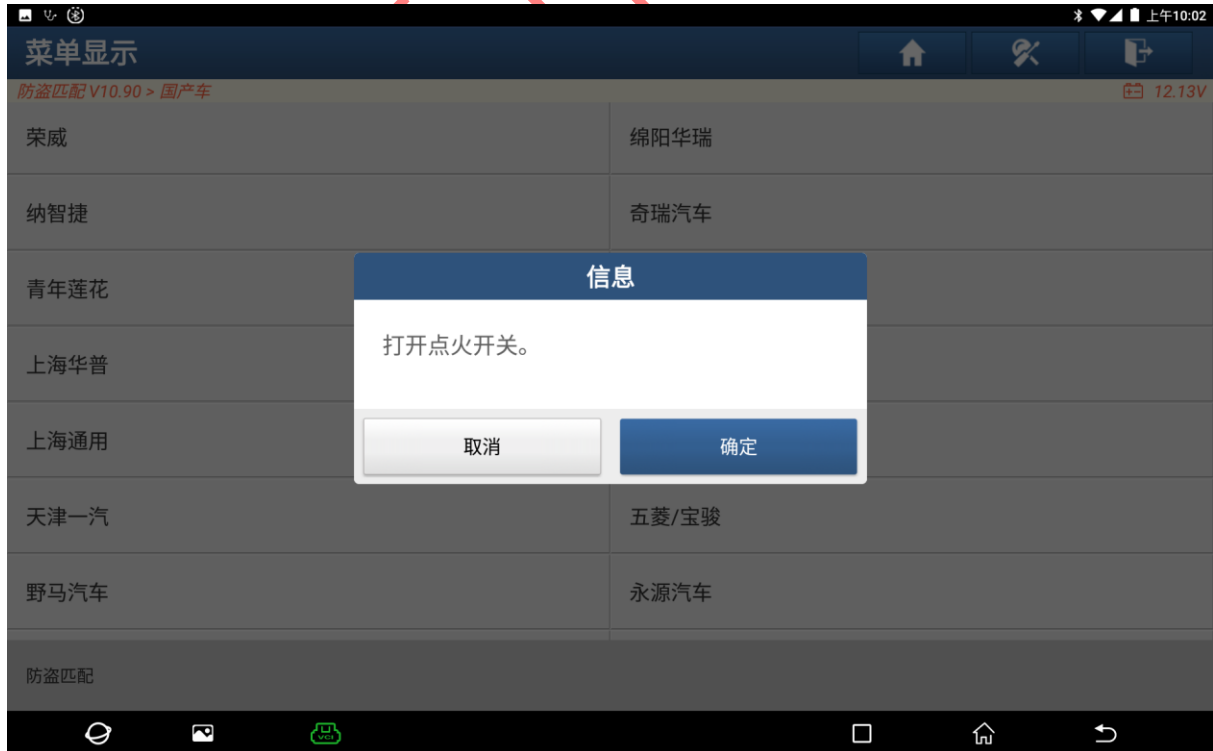 上午10:02
菜单显示
防盗匹配 V10.90 > 国产车
12.13V
荣威
绵阳华瑞
纳智捷
奇瑞汽车
青年莲花
信息
打开点火开关。
上海华普
上海通用
取消
确定
天津一汽
五菱/宝骏
野马汽车
永源汽车
防盗匹配
VCI